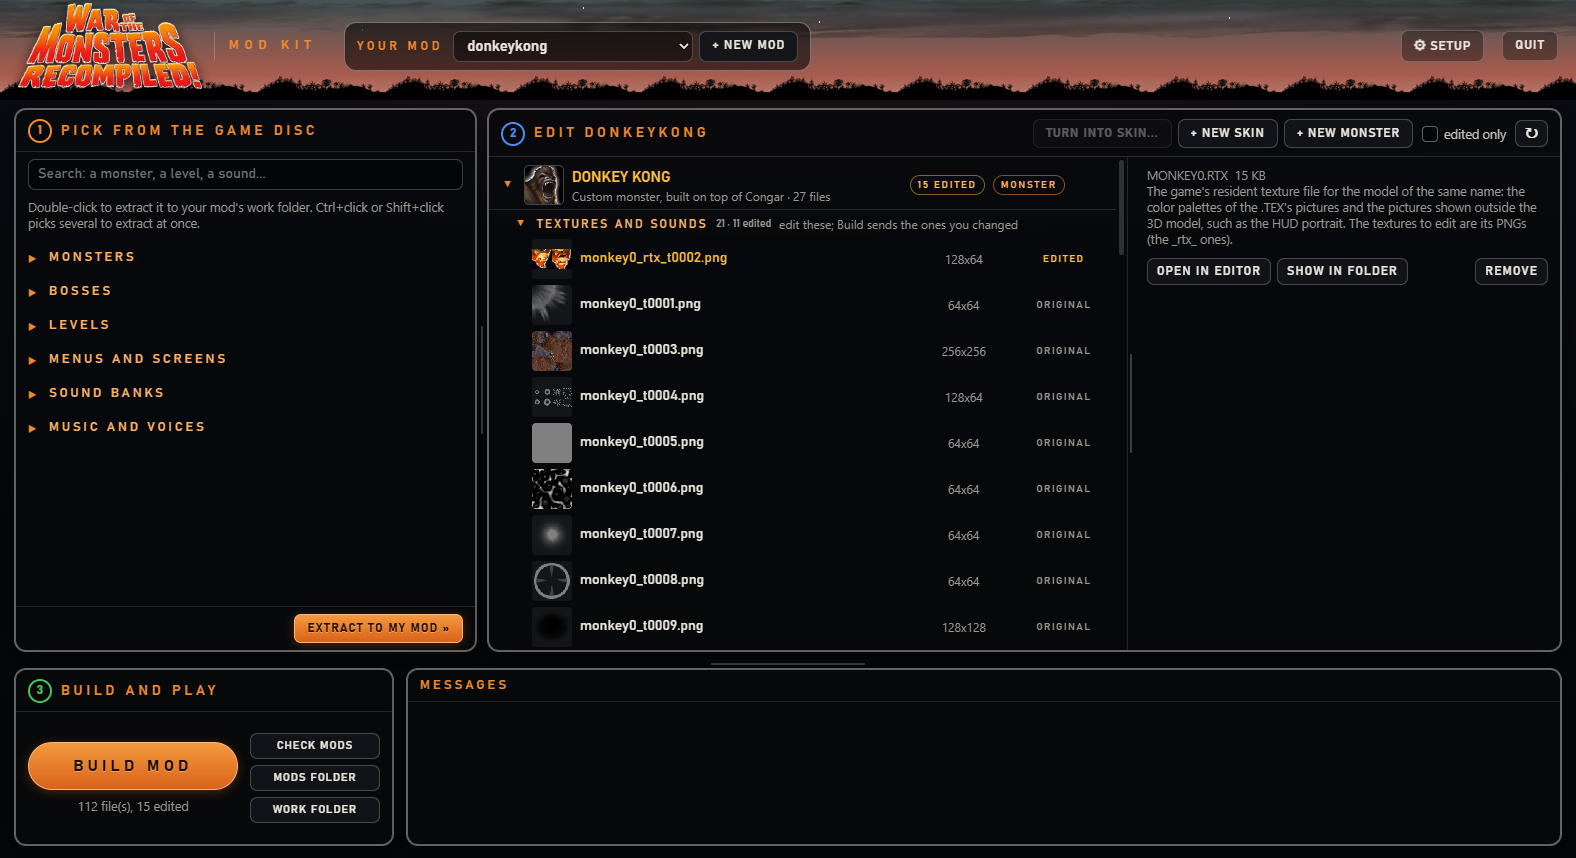 WAR OF THE MONSTERS RECOMPILED!
MOD KIT
YOUR MOD
donkeykong
+ NEW MOD
SETUP
QUIT
1 PICK FROM THE GAME DISC
Search: a monster, a level, a sound...
Double-click to extract it to your mod's work folder. Ctrl+click or Shift+click
picks several to extract at once.
MONSTERS
BOSSES
LEVELS
MENUS AND SCREENS
SOUND BANKS
MUSIC AND VOICES
EXTRACT TO MY MOD »
2 EDIT DONKEYKONG
TURN INTO SKIN...
+ NEW SKIN
+ NEW MONSTER
edited only
DONKEY KONG
Custom monster, built on top of Congar · 27 files
15 EDITED
MONSTER
TEXTURES AND SOUNDS 21 · 11 edited edit these; Build sends the ones you changed
monkey0_rtx_t0002.png 128x64 EDITED
monkey0_t0001.png 64x64 ORIGINAL
monkey0_t0003.png 256x256 ORIGINAL
monkey0_t0004.png 128x64 ORIGINAL
monkey0_t0005.png 64x64 ORIGINAL
monkey0_t0006.png 64x64 ORIGINAL
monkey0_t0007.png 64x64 ORIGINAL
monkey0_t0008.png 64x64 ORIGINAL
monkey0_t0009.png 128x128 ORIGINAL
MONKEY0.RTX 15 KB
The game's resident texture file for the model of the same name: the
color palettes of the .TEX's pictures and the pictures shown outside the
3D model, such as the HUD portrait. The textures to edit are its PNGs
(the _rtx_ ones).
OPEN IN EDITOR
SHOW IN FOLDER
REMOVE
3 BUILD AND PLAY
BUILD MOD
112 file(s), 15 edited
CHECK MODS
MODS FOLDER
WORK FOLDER
MESSAGES